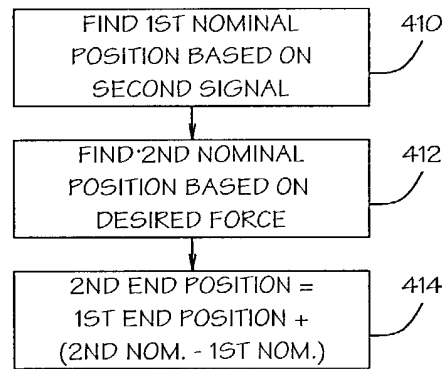 FIND 1ST NOMINAL
POSITION BASED ON
SECOND SIGNAL
410
FIND 2ND NOMINAL
POSITION BASED ON
DESIRED FORCE
412
2ND END POSITION =
1ST END POSITION +
(2ND NOM. - 1ST NOM.)
414